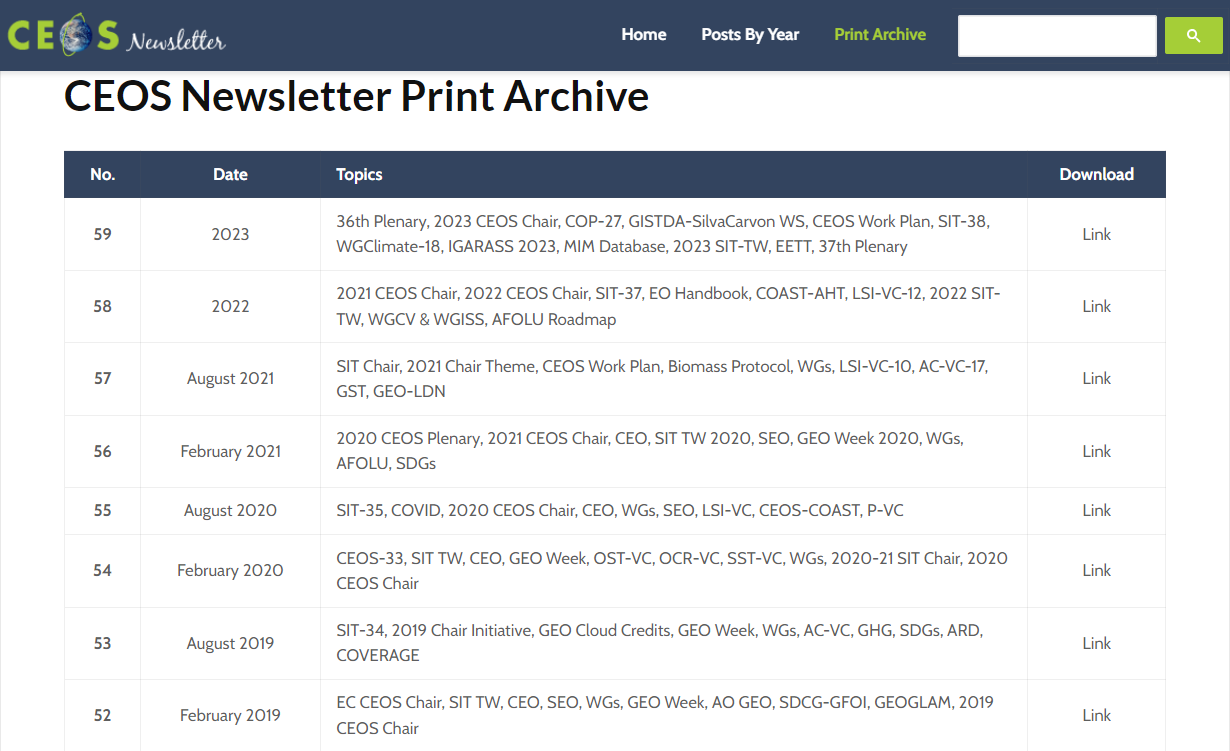 CEOS Newsletter
Home Posts By Year Print Archive
CEOS Newsletter Print Archive
No. Date Topics Download
59 2023 36th Plenary, 2023 CEOS Chair, COP-27, GISTDA-SilvaCarvon WS, CEOS Work Plan, SIT-38,
WGClimate-18, IGARASS 2023, MIM Database, 2023 SIT-TW, EETT, 37th Plenary Link
58 2022 2021 CEOS Chair, 2022 CEOS Chair, SIT-37, EO Handbook, COAST-AHT, LSI-VC-12, 2022 SIT-
TW, WGCV & WGISS, AFOLU Roadmap Link
57 August 2021 SIT Chair, 2021 Chair Theme, CEOS Work Plan, Biomass Protocol, WGs, LSI-VC-10, AC-VC-17,
GST, GEO-LDN Link
56 February 2021 2020 CEOS Plenary, 2021 CEOS Chair, CEO, SIT TW 2020, SEO, GEO Week 2020, WGs,
AFOLU, SDGs Link
55 August 2020 SIT-35, COVID, 2020 CEOS Chair, CEO, WGs, SEO, LSI-VC, CEOS-COAST, P-VC Link
54 February 2020 CEOS-33, SIT TW, CEO, GEO Week, OST-VC, OCR-VC, SST-VC, WGs, 2020-21 SIT Chair, 2020
CEOS Chair Link
53 August 2019 SIT-34, 2019 Chair Initiative, GEO Cloud Credits, GEO Week, WGs, AC-VC, GHG, SDGs, ARD,
COVERAGE Link
52 February 2019 EC CEOS Chair, SIT TW, CEO, SEO, WGs, GEO Week, AO GEO, SDCG-GFOI, GEOGLAM, 2019
CEOS Chair Link